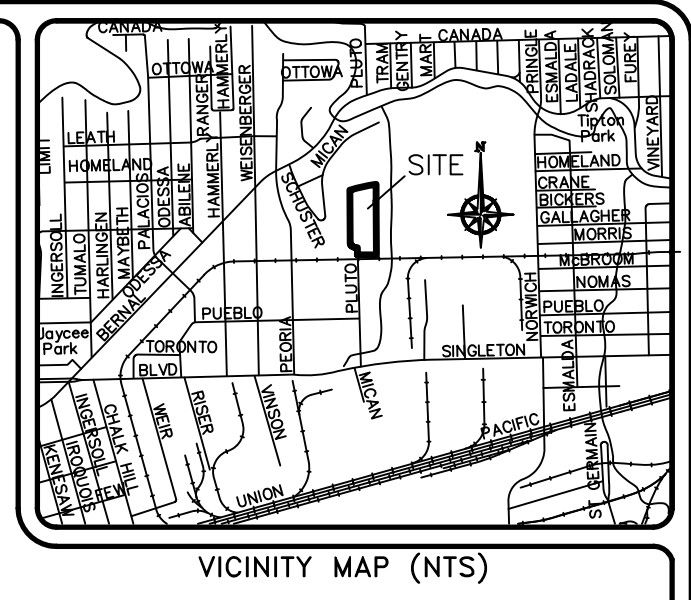 CANADA
CANADA
OTTOWA
OTTOWA
RANGER
HAMMERLY
WEISENBERGER
PLUTO
TRAM
GENTRY
MART
PRINGLE
ESMALDA
LADALE
SHADRACK
SOLOMAN
FUREY
VINEYARD
Tipton
Park
LEATH
HOMELAND
LIMIT
MICAN
N
SITE
SCHUSTER
HOMELAND
CRANE
BICKERS
GALLAGHER
MORRIS
McBROOM
NOMAS
PUEBLO
TORONTO
INGERSOLL
TUMALO
HARLINGEN
MAYBETH
PALACIOS
ODESSA
ABILENE
HAMMERLY
ODESSA
BERNAL
Jaycee
Park
PUEBLO
TORONTO
BLVD
PEORIA
PLUTO
NORWICH
SINGLETON
ESMALDA
MICAN
KENESAW
IROQUOIS
INGERSOLL
CHALK HILL
FEW
WEIR
RISER
VINSON
UNION
PACIFIC
ST GERMAIN
VICINITY MAP (NTS)